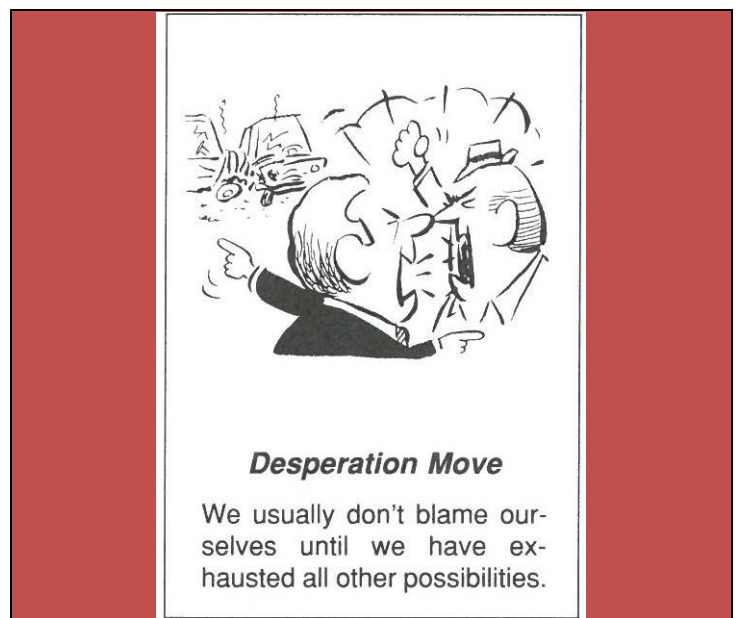 Desperation Move
We usually don't blame our-
selves until we have ex-
hausted all other possibilities.